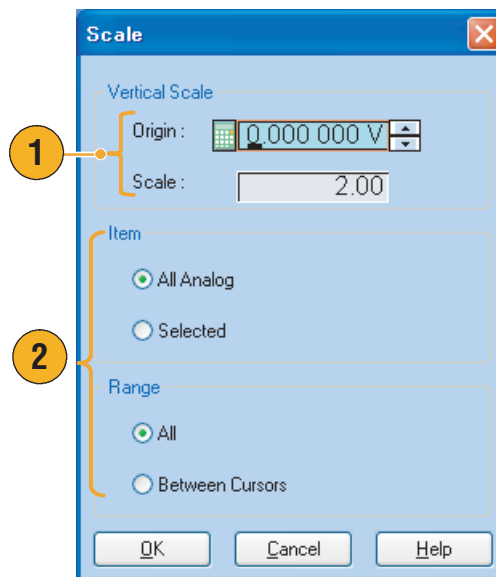 Scale
Vertical Scale
1
Origin : 0.000 000 V
Scale : 2.00
Item
All Analog
Selected
2
Range
All
Between Cursors
OK Cancel Help